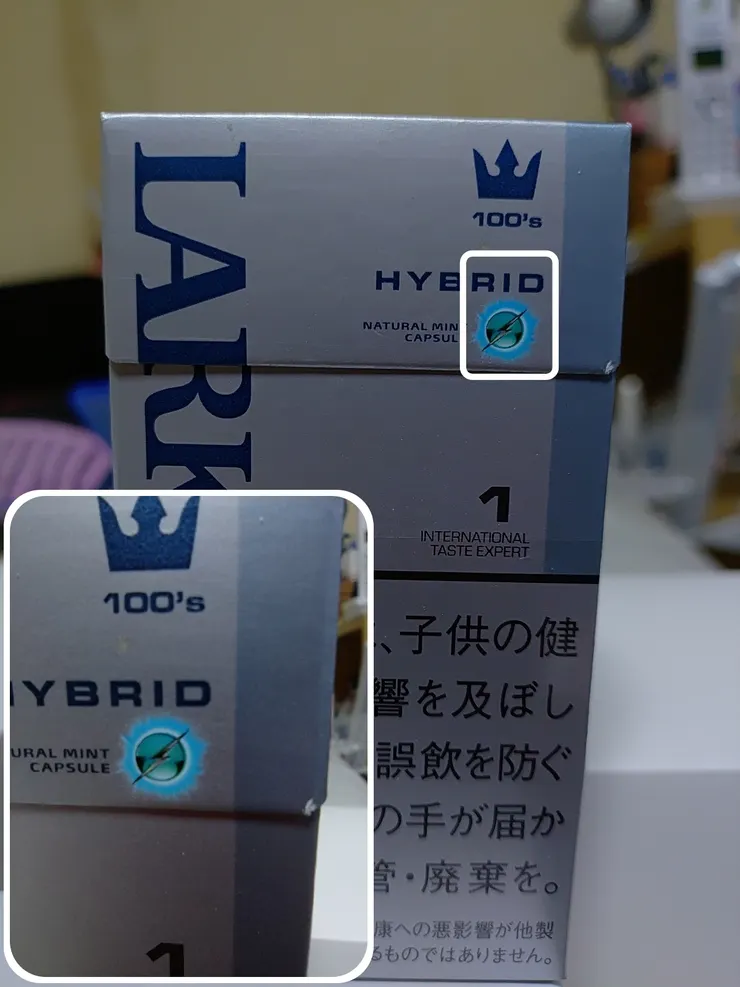 LARK
100's
HYBRID
NATURAL MIN
CAPSUL
1
INTERNATIONAL
TASTE EXPERT
、子供の健
響を及ぼし
誤飲を防ぐ
の手が届か
管・廃棄を。
康への悪影響が他製
るものではありません。
100's
HYBRID
URAL MINT
CAPSULE
1